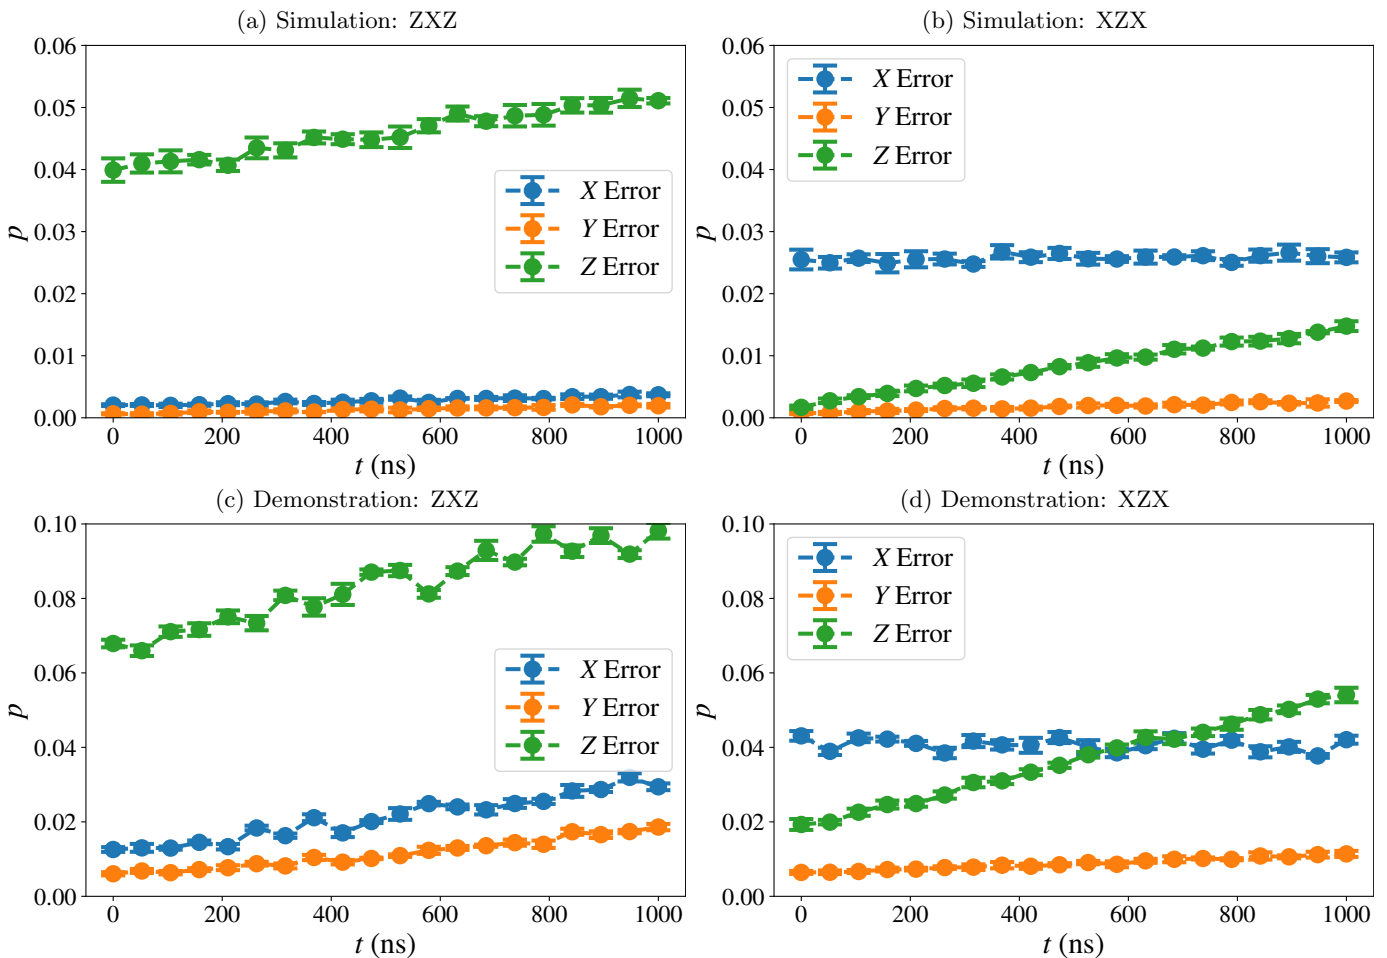 (a) Simulation: ZXZ
0.06
0.05
0.04
0.03
0.02
0.01
0.00
p
X Error
Y Error
Z Error
0 200 400 600 800 1000
t (ns)
(b) Simulation: XZX
0.06
0.05
0.04
0.03
0.02
0.01
0.00
p
X Error
Y Error
Z Error
0 200 400 600 800 1000
t (ns)
(c) Demonstration: ZXZ
0.10
0.08
0.06
0.04
0.02
0.00
p
X Error
Y Error
Z Error
0 200 400 600 800 1000
t (ns)
(d) Demonstration: XZX
0.10
0.08
0.06
0.04
0.02
0.00
p
X Error
Y Error
Z Error
0 200 400 600 800 1000
t (ns)